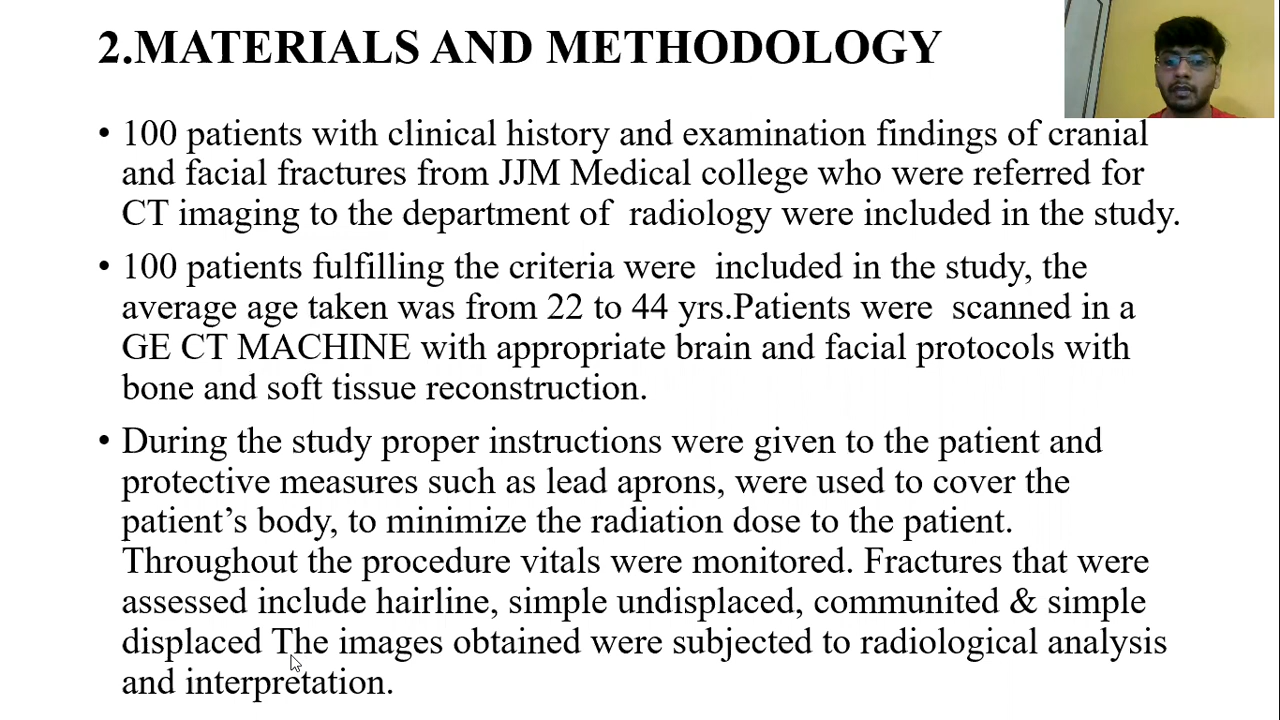 2.MATERIALS AND METHODOLOGY
• 100 patients with clinical history and examination findings of cranial
and facial fractures from JJM Medical college who were referred for
CT imaging to the department of  radiology were included in the study.
• 100 patients fulfilling the criteria were  included in the study, the
average age taken was from 22 to 44 yrs.Patients were  scanned in a
GE CT MACHINE with appropriate brain and facial protocols with
bone and soft tissue reconstruction.
• During the study proper instructions were given to the patient and
protective measures such as lead aprons, were used to cover the
patient’s body, to minimize the radiation dose to the patient.
Throughout the procedure vitals were monitored. Fractures that were
assessed include hairline, simple undisplaced, communited & simple
displaced The images obtained were subjected to radiological analysis
and interpretation.